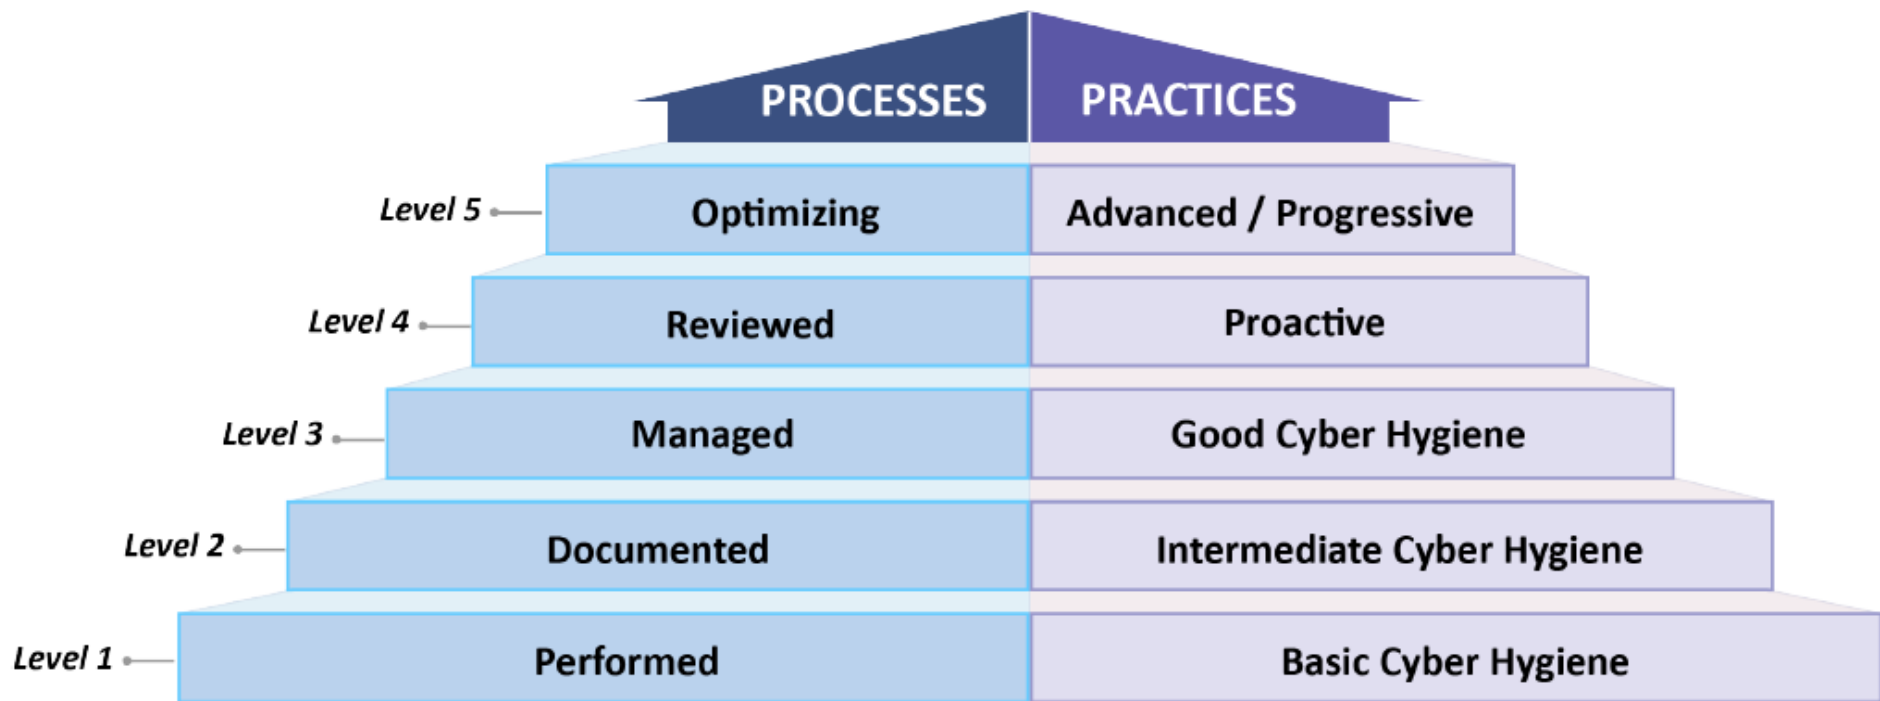 PROCESSES PRACTICES
Level 5 Optimizing Advanced / Progressive
Level 4 Reviewed Proactive
Level 3 Managed Good Cyber Hygiene
Level 2 Documented Intermediate Cyber Hygiene
Level 1 Performed Basic Cyber Hygiene